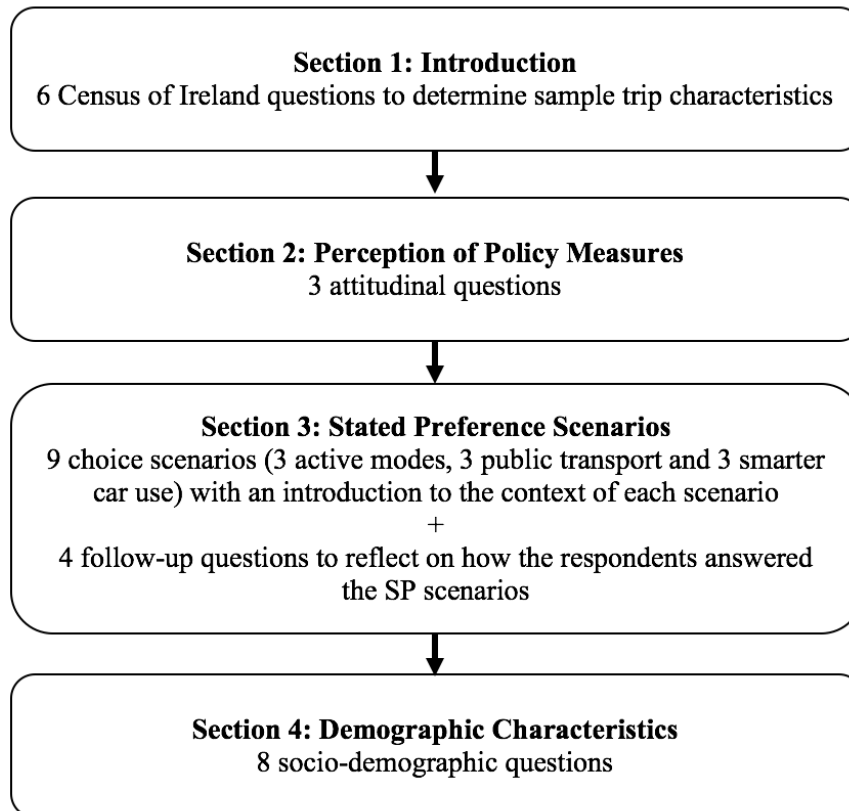 Section 1: Introduction
6 Census of Ireland questions to determine sample trip characteristics
Section 2: Perception of Policy Measures
3 attitudinal questions
Section 3: Stated Preference Scenarios
9 choice scenarios (3 active modes, 3 public transport and 3 smarter
car use) with an introduction to the context of each scenario
+
4 follow-up questions to reflect on how the respondents answered
the SP scenarios
Section 4: Demographic Characteristics
8 socio-demographic questions